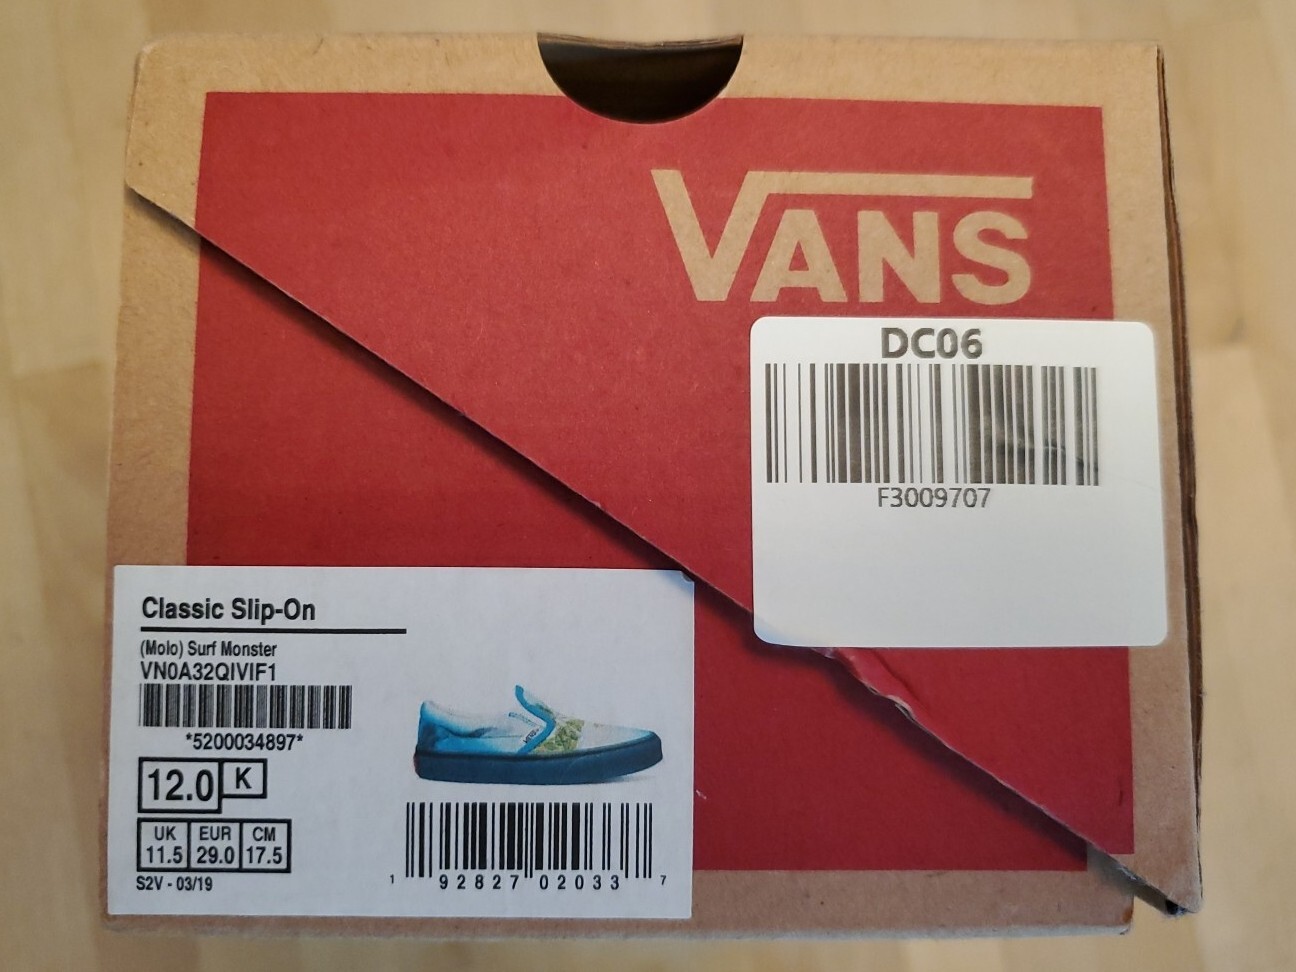 VANS
DC06
F3009707
Classic Slip-On
(Molo) Surf Monster
VN0A32QIVIF1
*5200034897*
12.0 K
UK EUR CM
11.5 29.0 17.5
S2V - 03/19
1 92827 02033 7